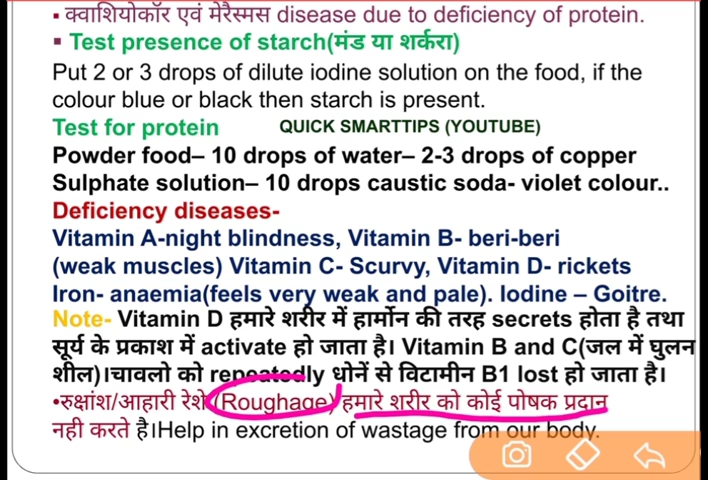 ▪ क्वाशियोकॉर एवं मेरैस्मस disease due to deficiency of protein.
▪ Test presence of starch(मंड या शर्करा)
Put 2 or 3 drops of dilute iodine solution on the food, if the
colour blue or black then starch is present.
Test for protein QUICK SMARTTIPS (YOUTUBE)
Powder food– 10 drops of water– 2-3 drops of copper
Sulphate solution– 10 drops caustic soda- violet colour..
Deficiency diseases-
Vitamin A-night blindness, Vitamin B- beri-beri
(weak muscles) Vitamin C- Scurvy, Vitamin D- rickets
Iron- anaemia(feels very weak and pale). Iodine – Goitre.
Note- Vitamin D हमारे शरीर में हार्मोन की तरह secrets होता है तथा
सूर्य के प्रकाश में activate हो जाता है। Vitamin B and C(जल में घुलन
शील)।चावलो को repeatedly धोनें से विटामीन B1 lost हो जाता है।
•रुक्षांश/आहारी रेशे (Roughage) हमारे शरीर को कोई पोषक प्रदान
नही करते है।Help in excretion of wastage from our body.